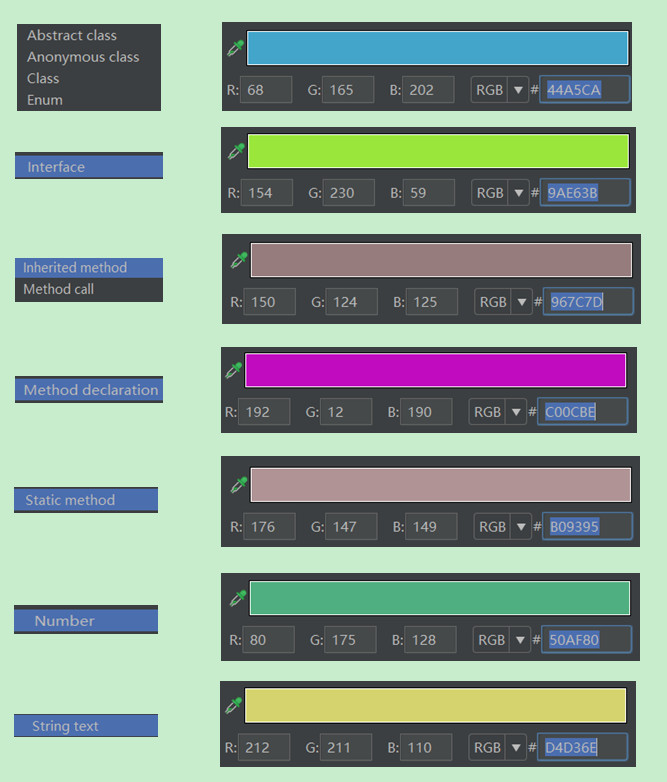 Abstract class
Anonymous class
Class
Enum
R: 68 G: 165 B: 202 RGB # 44A5CA
Interface
R: 154 G: 230 B: 59 RGB # 9AE63B
Inherited method
Method call
R: 150 G: 124 B: 125 RGB # 967C7D
Method declaration
R: 192 G: 12 B: 190 RGB # C00CBE
Static method
R: 176 G: 147 B: 149 RGB # B09395
Number
R: 80 G: 175 B: 128 RGB # 50AF80
String text
R: 212 G: 211 B: 110 RGB # D4D36E